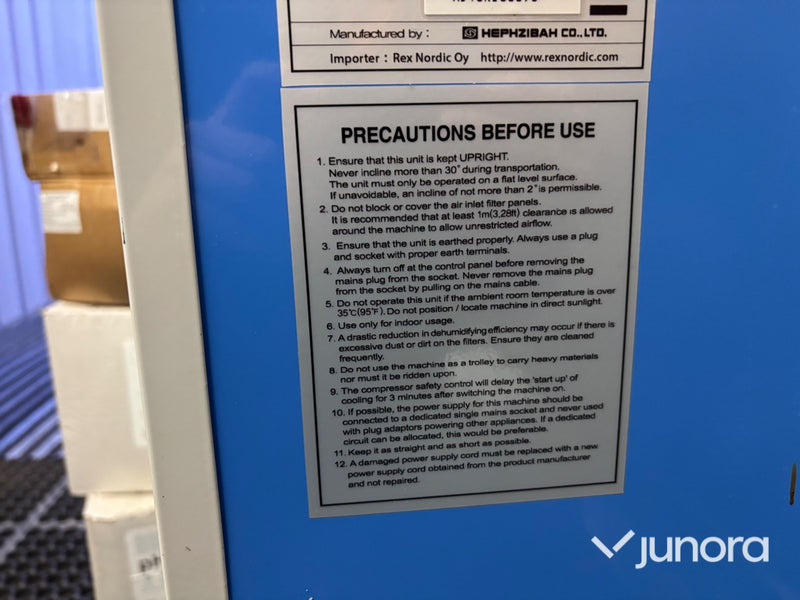 Manufactured by : HEPHZIBAH CO.,LTD.
Importer : Rex Nordic Oy http://www.rexnordic.com
PRECAUTIONS BEFORE USE
1. Ensure that this unit is kept UPRIGHT.
Never incline more than 30° during transportation.
The unit must only be operated on a flat level surface.
If unavoidable, an incline of not more than 2° is permissible.
2. Do not block or cover the air inlet filter panels.
It is recommended that at least 1m(3,28ft) clearance is allowed
around the machine to allow unrestricted airflow.
3. Ensure that the unit is earthed properly. Always use a plug
and socket with proper earth terminals.
4. Always turn off at the control panel before removing the
mains plug from the socket. Never remove the mains plug
from the socket by pulling on the mains cable.
5. Do not operate this unit if the ambient room temperature is over
35℃(95℉). Do not position / locate machine in direct sunlight.
6. Use only for indoor usage.
7. A drastic reduction in dehumidifying efficiency may occur if there is
excessive dust or dirt on the filters. Ensure they are cleaned
frequently.
8. Do not use the machine as a trolley to carry heavy materials
nor must it be ridden upon.
9. The compressor safety control will delay the 'start up' of
cooling for 3 minutes after switching the machine on.
10. If possible, the power supply for this machine should be
connected to a dedicated single mains socket and never used
with plug adaptors powering other appliances. If a dedicated
circuit can be allocated, this would be preferable.
11. Keep it as straight and as short as possible.
12. A damaged power supply cord must be replaced with a new
power supply cord obtained from the product manufacturer
and not repaired.
junora